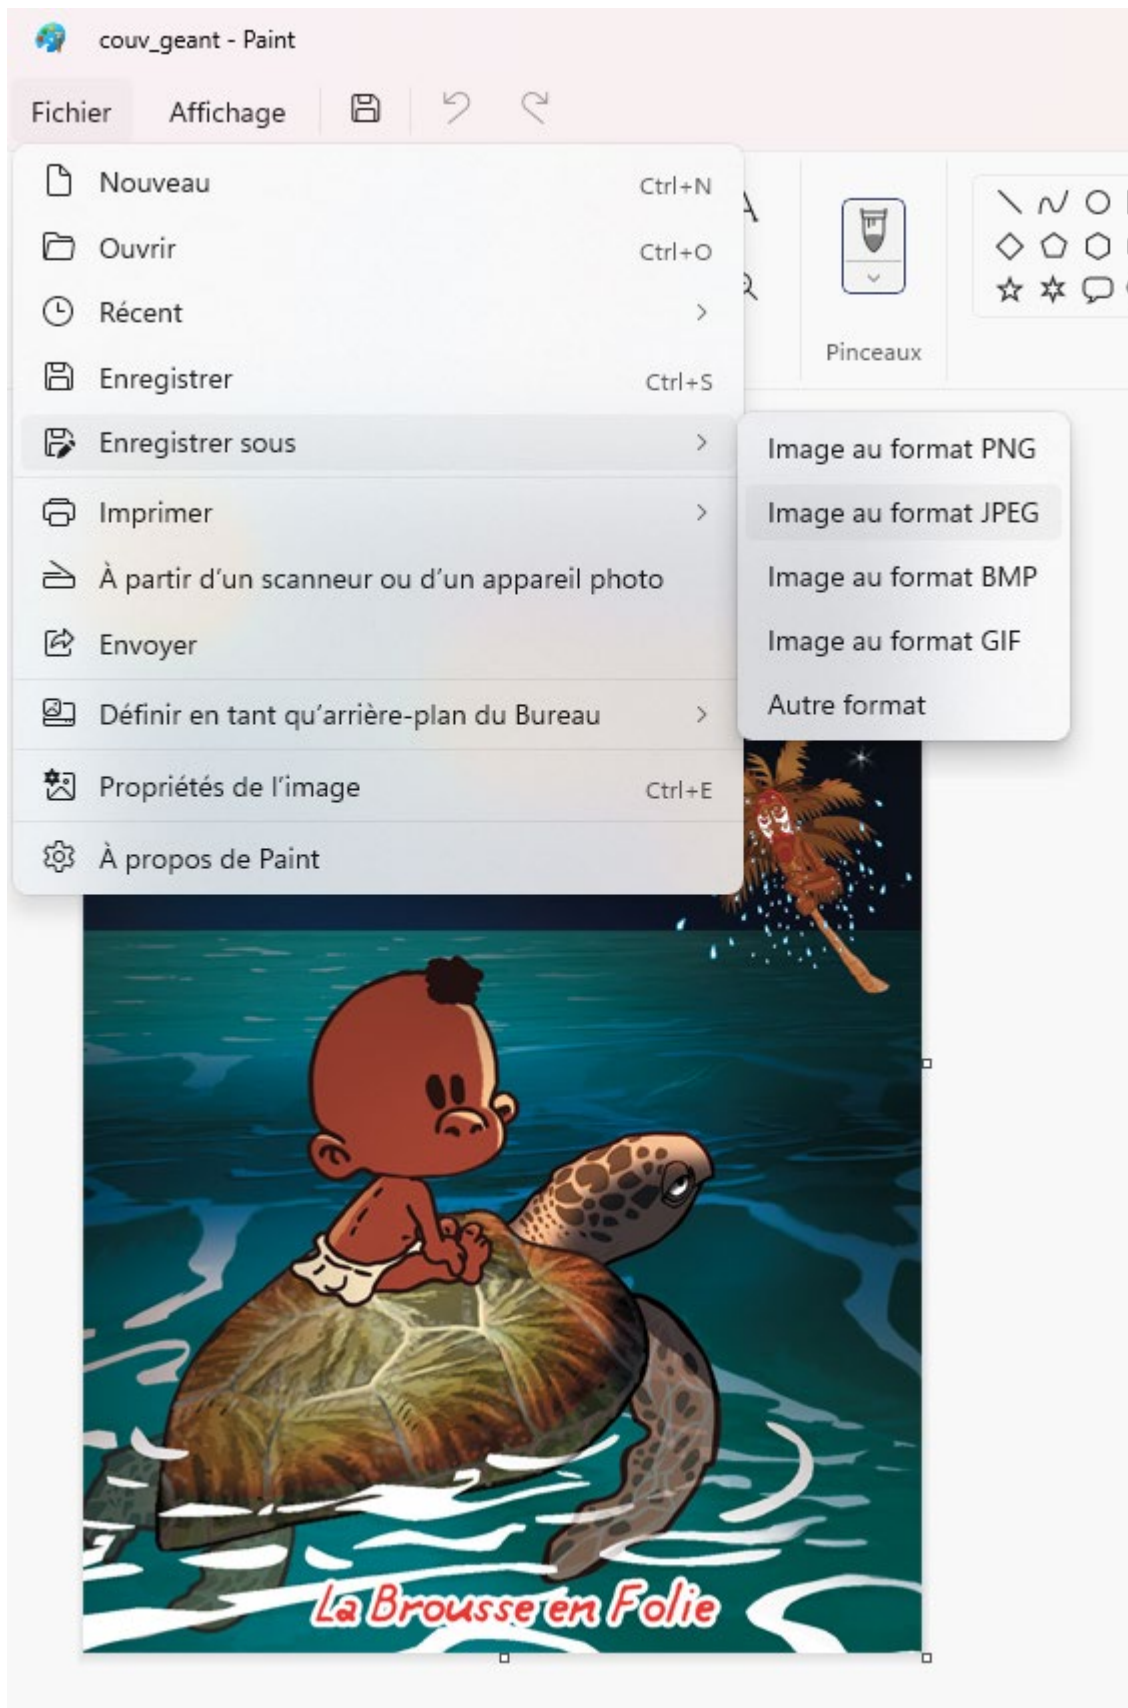 couv_geant - Paint
Fichier Affichage
Nouveau Ctrl+N
Ouvrir Ctrl+O
Récent
Enregistrer Ctrl+S
Enregistrer sous
Imprimer
À partir d'un scanneur ou d'un appareil photo
Envoyer
Définir en tant qu'arrière-plan du Bureau
Propriétés de l'image Ctrl+E
À propos de Paint
Pinceaux
Image au format PNG
Image au format JPEG
Image au format BMP
Image au format GIF
Autre format
La Brousse en Folie